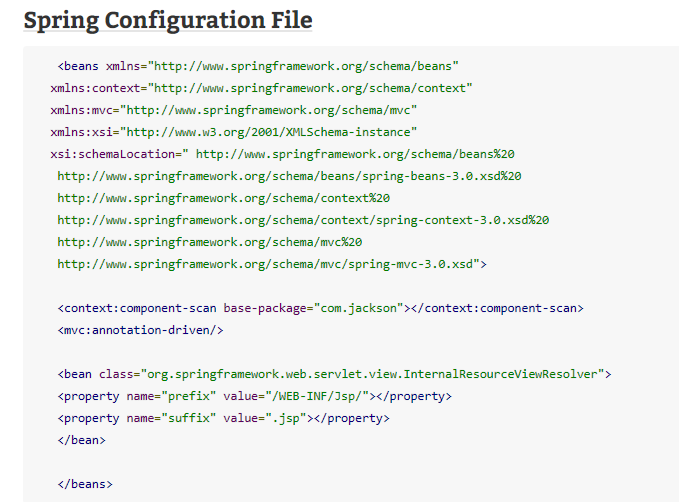 Spring Configuration File
<beans xmlns="http://www.springframework.org/schema/beans"
xmlns:context="http://www.springframework.org/schema/context"
xmlns:mvc="http://www.springframework.org/schema/mvc"
xmlns:xsi="http://www.w3.org/2001/XMLSchema-instance"
xsi:schemaLocation=" http://www.springframework.org/schema/beans%20
http://www.springframework.org/schema/beans/spring-beans-3.0.xsd%20
http://www.springframework.org/schema/context%20
http://www.springframework.org/schema/context/spring-context-3.0.xsd%20
http://www.springframework.org/schema/mvc%20
http://www.springframework.org/schema/mvc/spring-mvc-3.0.xsd">
<context:component-scan base-package="com.jackson"></context:component-scan>
<mvc:annotation-driven/>
<bean class="org.springframework.web.servlet.view.InternalResourceViewResolver">
<property name="prefix" value="/WEB-INF/Jsp/"></property>
<property name="suffix" value=".jsp"></property>
</bean>
</beans>